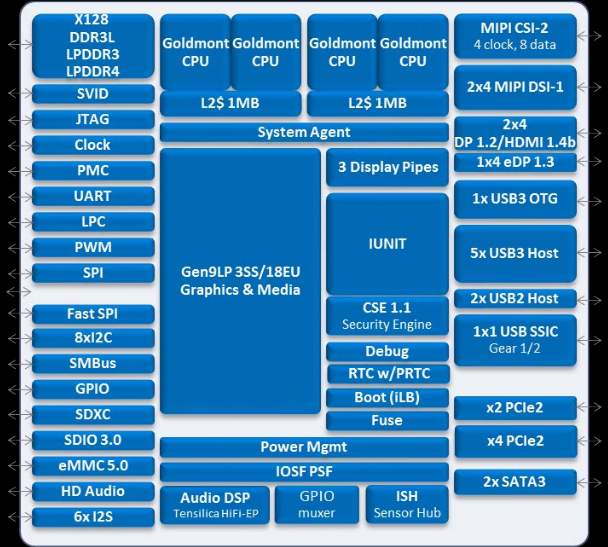 X128
DDR3L
LPDDR3
LPDDR4
SVID
JTAG
Clock
PMC
UART
LPC
PWM
SPI
Fast SPI
8xI2C
SMBus
GPIO
SDXC
SDIO 3.0
eMMC 5.0
HD Audio
6x I2S
Goldmont
CPU
Goldmont
CPU
Goldmont
CPU
Goldmont
CPU
L2$ 1MB
L2$ 1MB
System Agent
Gen9LP 3SS/18EU
Graphics & Media
3 Display Pipes
IUNIT
CSE 1.1
Security Engine
Debug
RTC w/PRTC
Boot (iLB)
Fuse
Power Mgmt
IOSF PSF
Audio DSP
Tensilica HiFi-EP
GPIO
muxer
ISH
Sensor Hub
MIPI CSI-2
4 clock, 8 data
2x4 MIPI DSI-1
2x4
DP 1.2/HDMI 1.4b
1x4 eDP 1.3
1x USB3 OTG
5x USB3 Host
2x USB2 Host
1x1 USB SSIC
Gear 1/2
x2 PCIe2
x4 PCIe2
2x SATA3